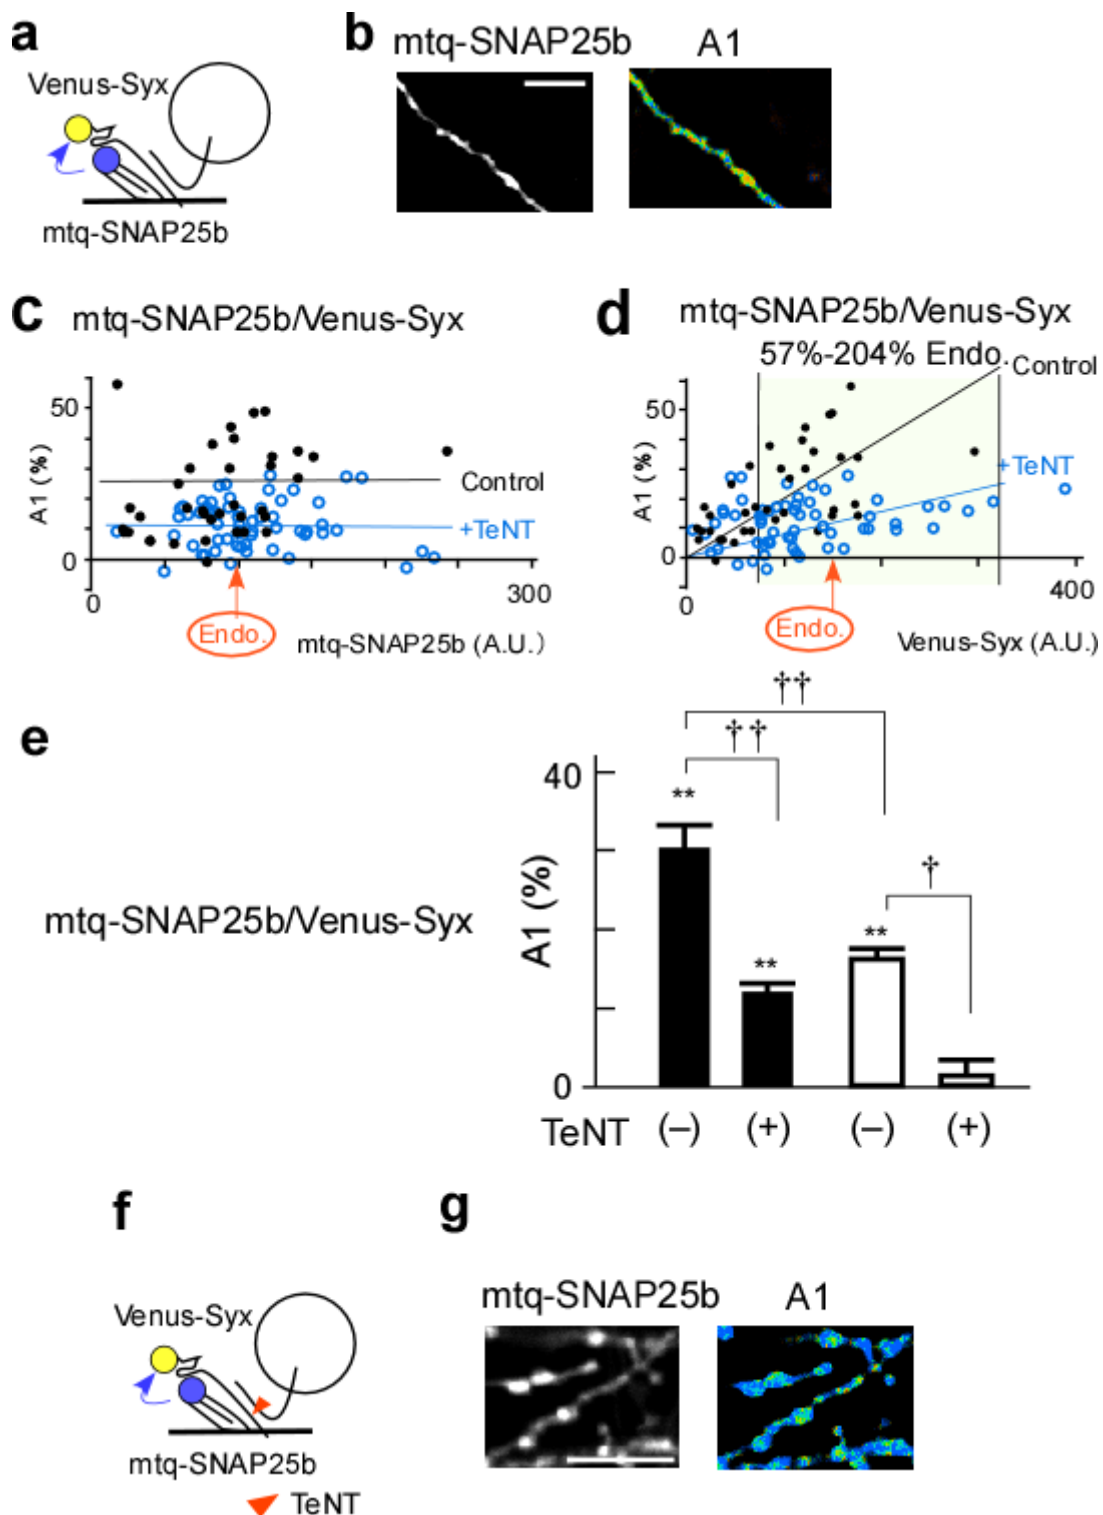 a
Venus-Syx
mtq-SNAP25b
b
mtq-SNAP25b
A1
c
mtq-SNAP25b/Venus-Syx
A1 (%)
50
0
Control
+TeNT
0
300
Endo.
mtq-SNAP25b (A.U.)
d
mtq-SNAP25b/Venus-Syx
57%-204% Endo.
Control
A1 (%)
50
0
+TeNT
0
400
Endo.
Venus-Syx (A.U.)
e
mtq-SNAP25b/Venus-Syx
A1 (%)
40
0
††
††
†
**
**
**
TeNT (–) (+) (–) (+)
f
Venus-Syx
mtq-SNAP25b
TeNT
g
mtq-SNAP25b
A1